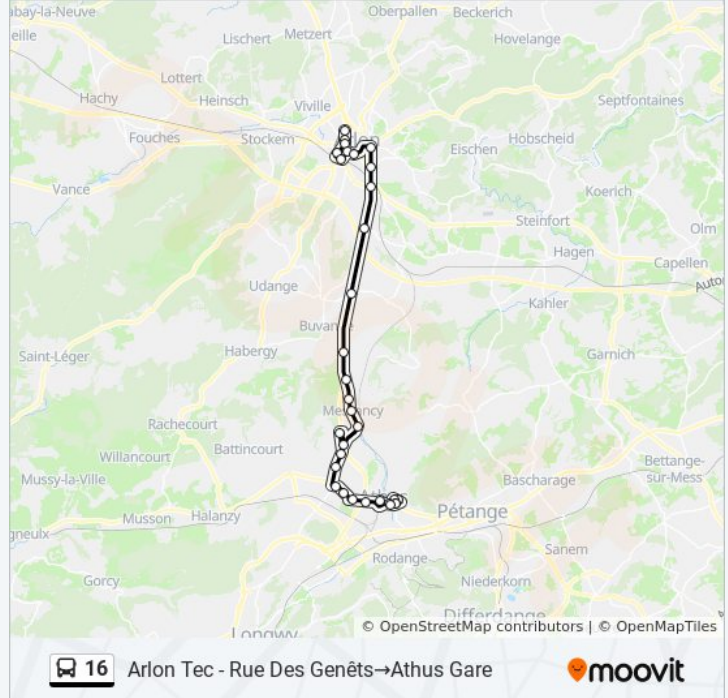 abay-la-Neuve
Oberpallen
Beckerich
eille
Lischert
Metzert
Hovelange
Lottert
Hachy
Heinsch
Viville
Septfontaines
Fouches
Stockem
Hobscheid
Eischen
Vance
Koerich
Steinfort
Olm
Hagen
Capellen
Udange
Auto
Kahler
Buvan
Saint-Léger
Habergy
Garnich
Rachecourt
Battincourt
Willancourt
Bettange-
sur-Mess
Mussy-la-Ville
Bascharage
Musson
Halanzy
Pétange
gneulx
Sanem
Rodange
Gorcy
Niederkorn
Differdange
Longwy
© OpenStreetMap contributors | © OpenMapTiles
16 Arlon Tec - Rue Des Genêts→Athus Gare
moovit